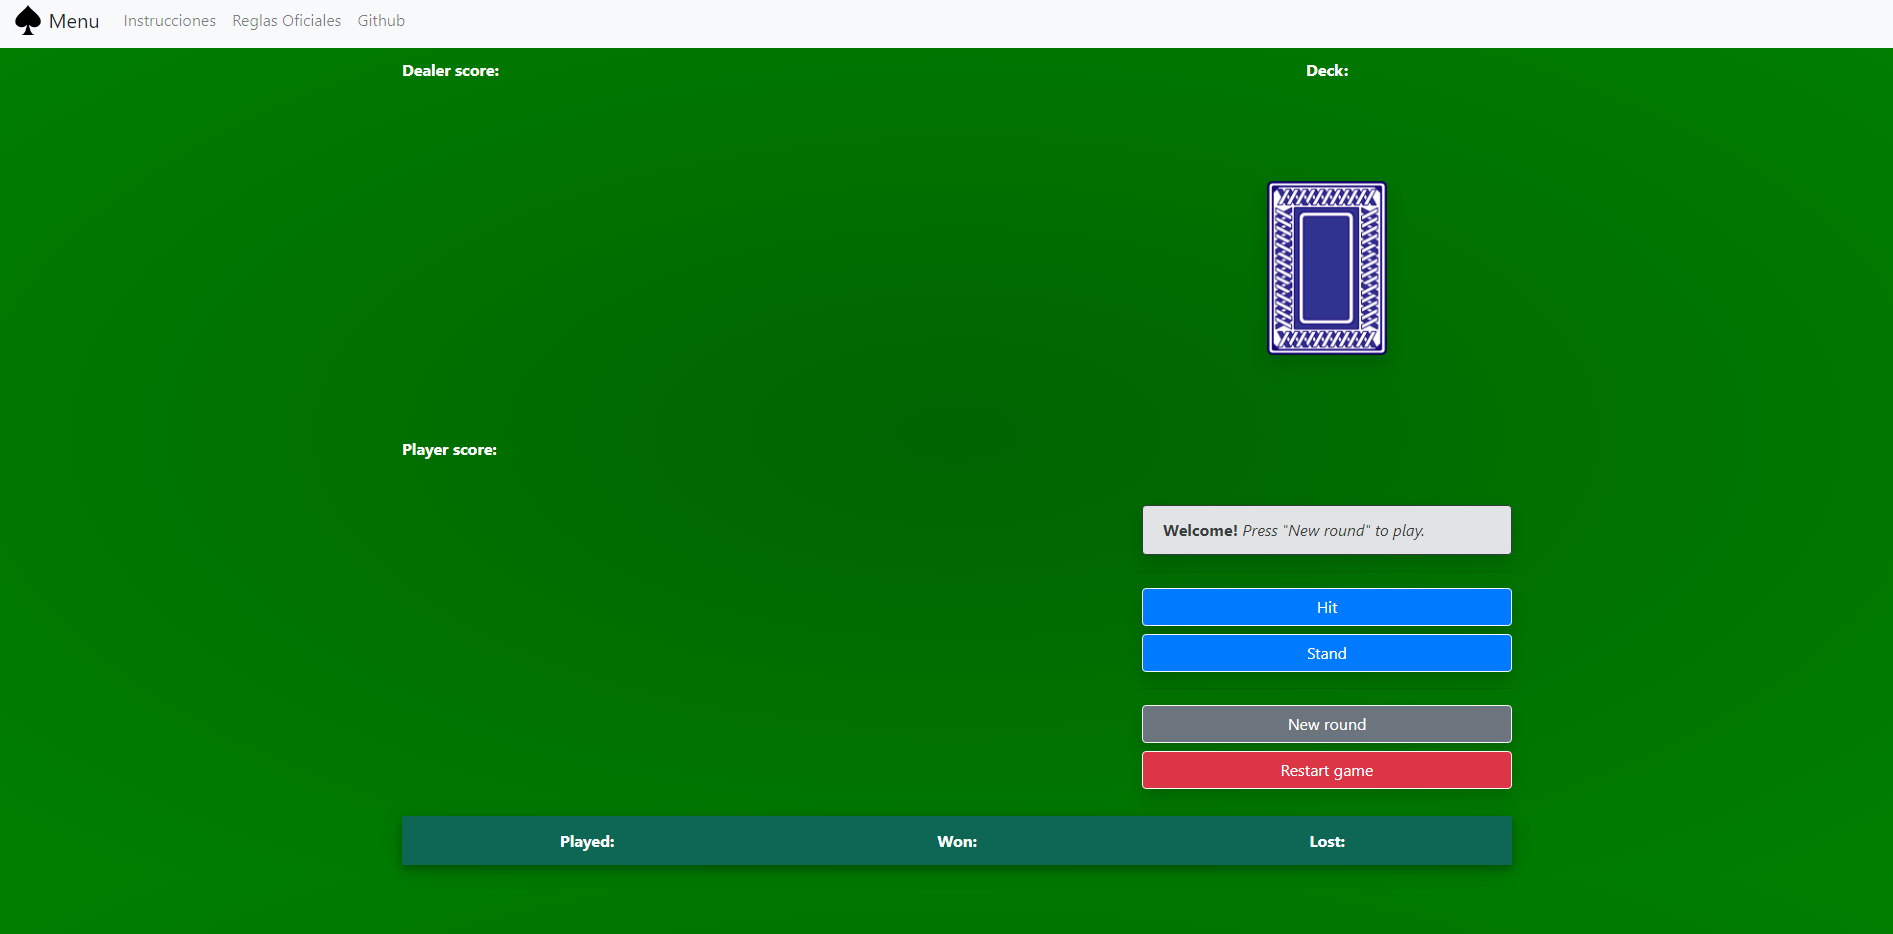 Menu Instrucciones Reglas Oficiales Github
Dealer score:
Deck:
Player score:
Welcome! Press "New round" to play.
Hit
Stand
New round
Restart game
Played: Won: Lost: